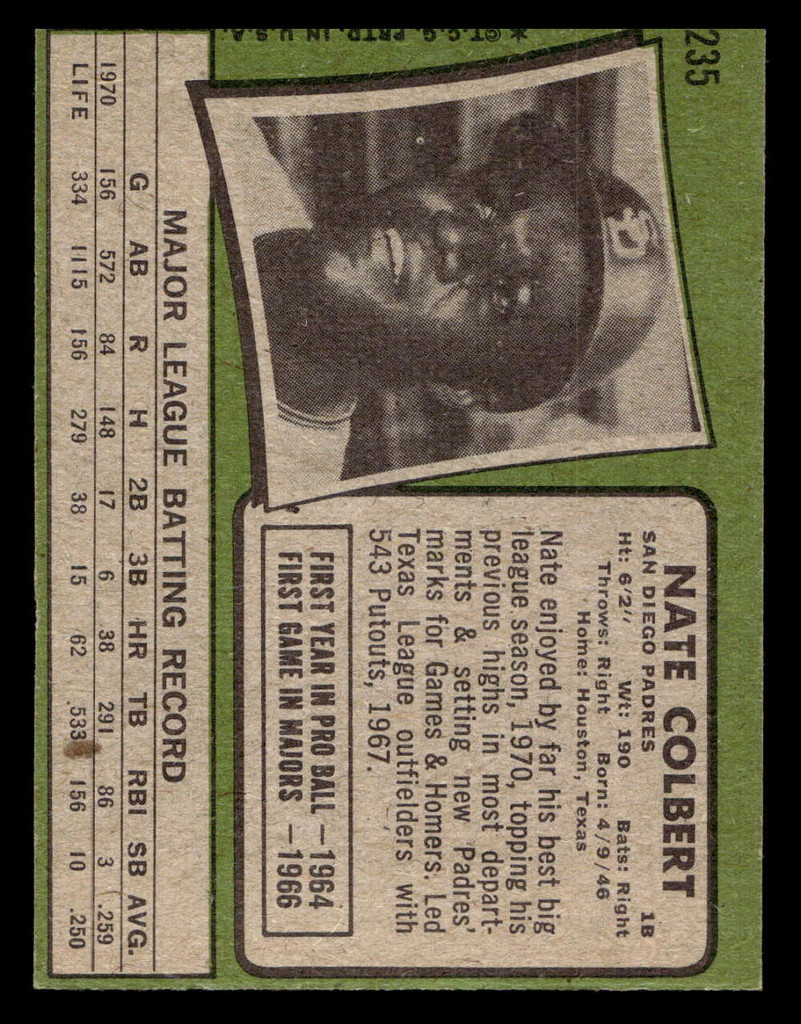 235
NATE COLBERT
SAN DIEGO PADRES 1B
Ht: 6'2" Wt: 190 Bats: Right
Throws: Right Born: 4/9/46
Home: Houston, Texas
Nate enjoyed by far his best big
league season, 1970, topping his
previous highs in most depart-
ments & setting new Padres'
marks for Games & Homers. Led
Texas League outfielders with
543 Putouts, 1967.
FIRST YEAR IN PRO BALL —1964
FIRST GAME IN MAJORS —1966
SD
MAJOR LEAGUE BATTING RECORD
G AB R H 2B 3B HR TB RBI SB AVG.
1970 156 572 84 148 17 6 38 291 86 3 .259
LIFE 334 1115 156 279 38 15 62 .533 156 10 .250
* ©T.C.G. PRTD. IN U.S.A.